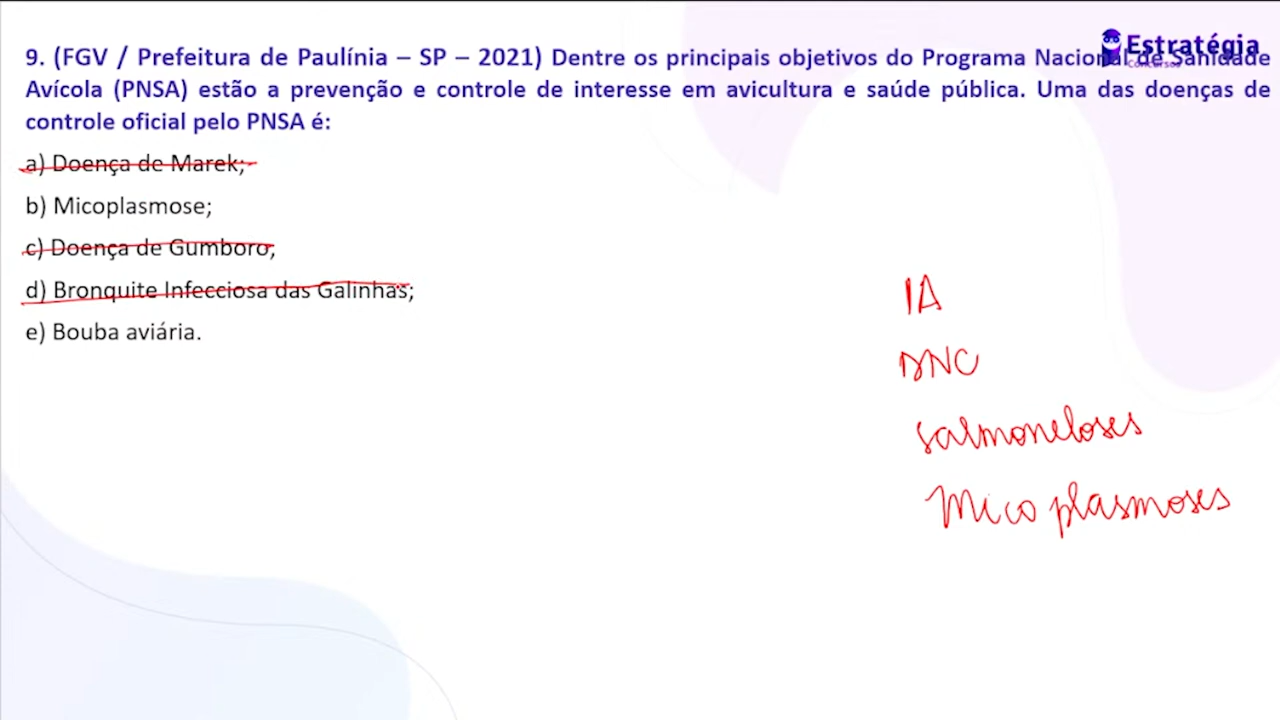 9. (FGV / Prefeitura de Paulínia – SP – 2021) Dentre os principais objetivos do Programa Nacional de Sanidade
Avícola (PNSA) estão a prevenção e controle de interesse em avicultura e saúde pública. Uma das doenças de
controle oficial pelo PNSA é:
Estratégia
Concursos
a) Doença de Marek;
b) Micoplasmose;
c) Doença de Gumboro;
d) Bronquite Infecciosa das Galinhas;
e) Bouba aviária.
IA
DNC
Salmoneloses
Micoplasmoses